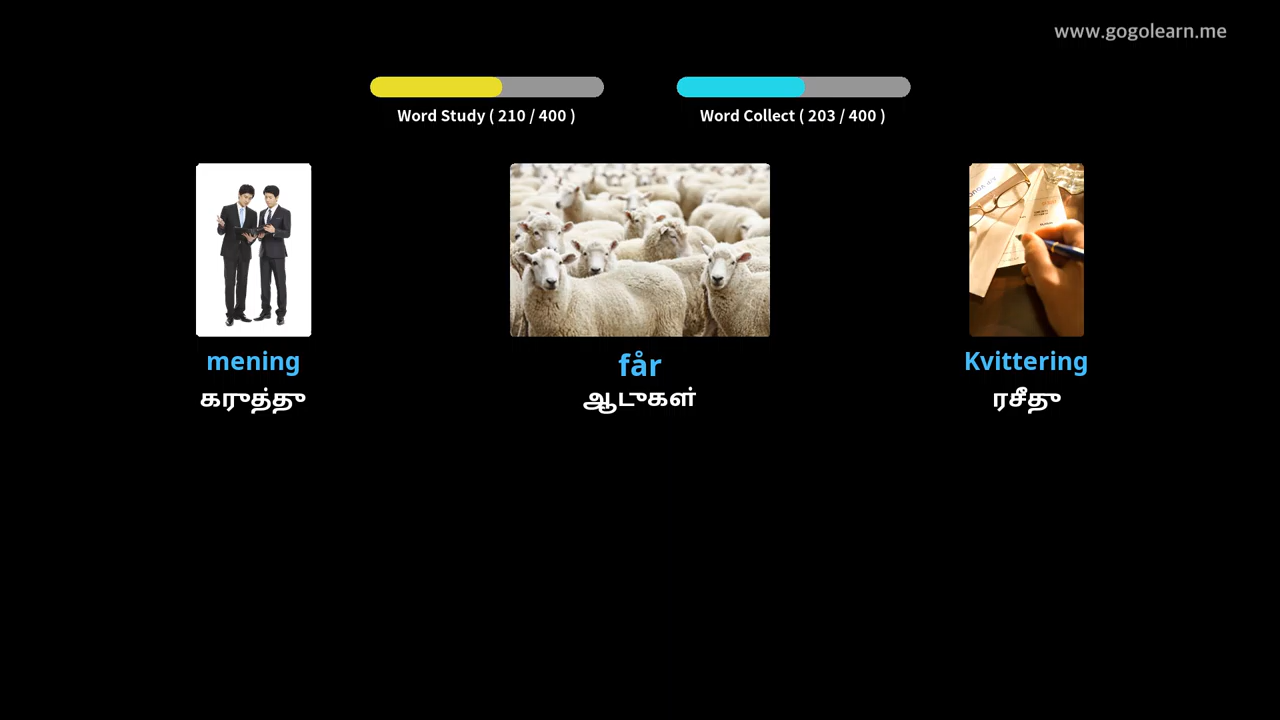 www.gogolearn.me
Word Study ( 210 / 400 )
Word Collect ( 203 / 400 )
mening
கருத்து
får
ஆடுகள்
Kvittering
ரசீது